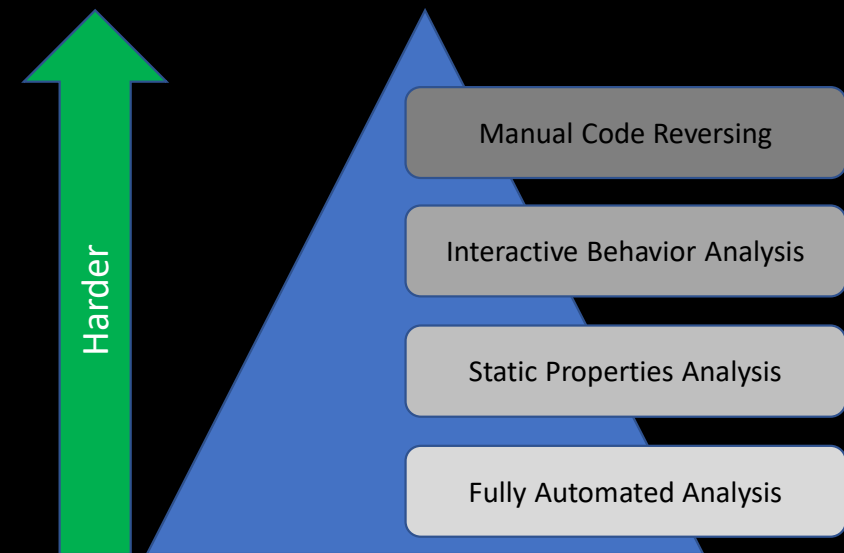 Harder
Manual Code Reversing
Interactive Behavior Analysis
Static Properties Analysis
Fully Automated Analysis